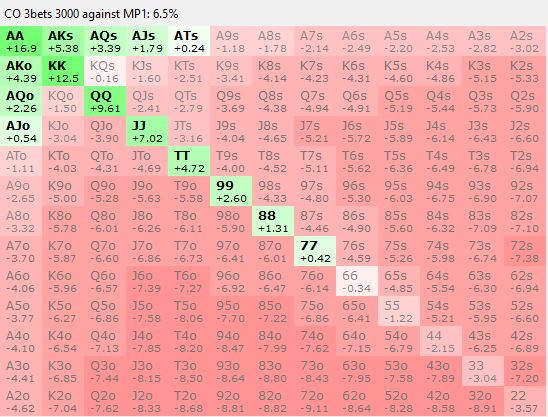 CO 3bets 3000 against MP1: 6.5%
AA AKs AQs AJs ATs A9s A8s A7s A6s A5s A4s A3s A2s
+16.9 +5.38 +3.39 +1.79 +0.24 -1.18 -1.78 -2.14 -2.49 -2.20 -2.53 -2.82 -3.02
AKo KK KQs KJs KTs K9s K8s K7s K6s K5s K4s K3s K2s
+4.39 +12.5 -0.16 -1.60 -2.51 -3.41 -4.14 -4.23 -4.31 -4.60 -4.86 -5.15 -5.33
AQo KQo QQ QJs QTs Q9s Q8s Q7s Q6s Q5s Q4s Q3s Q2s
+2.26 -1.50 +9.61 -2.41 -2.79 -3.69 -4.38 -4.94 -4.91 -5.19 -5.44 -5.73 -5.90
AJo KJo QJo JJ JTs J9s J8s J7s J6s J5s J4s J3s J2s
+0.54 -3.04 -3.90 +7.02 -3.16 -4.04 -4.65 -5.21 -5.72 -5.89 -6.14 -6.43 -6.60
ATo KTo QTo JTo TT T9s T8s T7s T6s T5s T4s T3s T2s
-1.11 -4.03 -4.31 -4.69 +4.72 -4.00 -4.52 -5.11 -5.62 -6.36 -6.49 -6.78 -6.94
A9o K9o Q9o J9o T9o 99 98s 97s 96s 95s 94s 93s 92s
-2.65 -5.00 -5.28 -5.63 -5.58 +2.60 -4.33 -4.80 -5.30 -6.03 -6.75 -6.90 -7.07
A8o K8o Q8o J8o T8o 98o 88 87s 86s 85s 84s 83s 82s
-3.32 -5.78 -6.01 -6.26 -6.11 -5.90 +1.31 -4.46 -4.90 -5.60 -6.32 -7.09 -7.10
A7o K7o Q7o J7o T7o 97o 87o 77 76s 75s 74s 73s 72s
-3.70 -5.87 -6.60 -6.86 -6.73 -6.41 -6.01 +0.42 -4.59 -5.26 -5.98 -6.74 -7.38
A6o K6o Q6o J6o T6o 96o 86o 76o 66 65s 64s 63s 62s
-4.06 -5.96 -6.57 -7.39 -7.27 -6.92 -6.47 -6.14 -0.34 -4.85 -5.54 -6.30 -6.94
A5o K5o Q5o J5o T5o 95o 85o 75o 65o 55 54s 53s 52s
-3.77 -6.27 -6.86 -7.58 -8.06 -7.70 -7.22 -6.86 -6.41 -1.22 -5.21 -5.95 -6.60
A4o K4o Q4o J4o T4o 94o 84o 74o 64o 54o 44 43s 42s
-4.10 -6.54 -7.13 -7.85 -8.20 -8.47 -7.99 -7.62 -7.15 -6.79 -2.15 -6.25 -6.89
A3o K3o Q3o J3o T3o 93o 83o 73o 63o 53o 43o 33 32s
-4.41 -6.85 -7.44 -8.15 -8.50 -8.64 -8.80 -8.43 -7.95 -7.58 -7.89 -3.04 -7.20
A2o K2o Q2o J2o T2o 92o 82o 72o 62o 52o 42o 32o 22
-4.62 -7.04 -7.62 -8.33 -8.68 -8.81 -8.82 -9.11 -8.64 -8.28 -8.58 -8.91 3.57